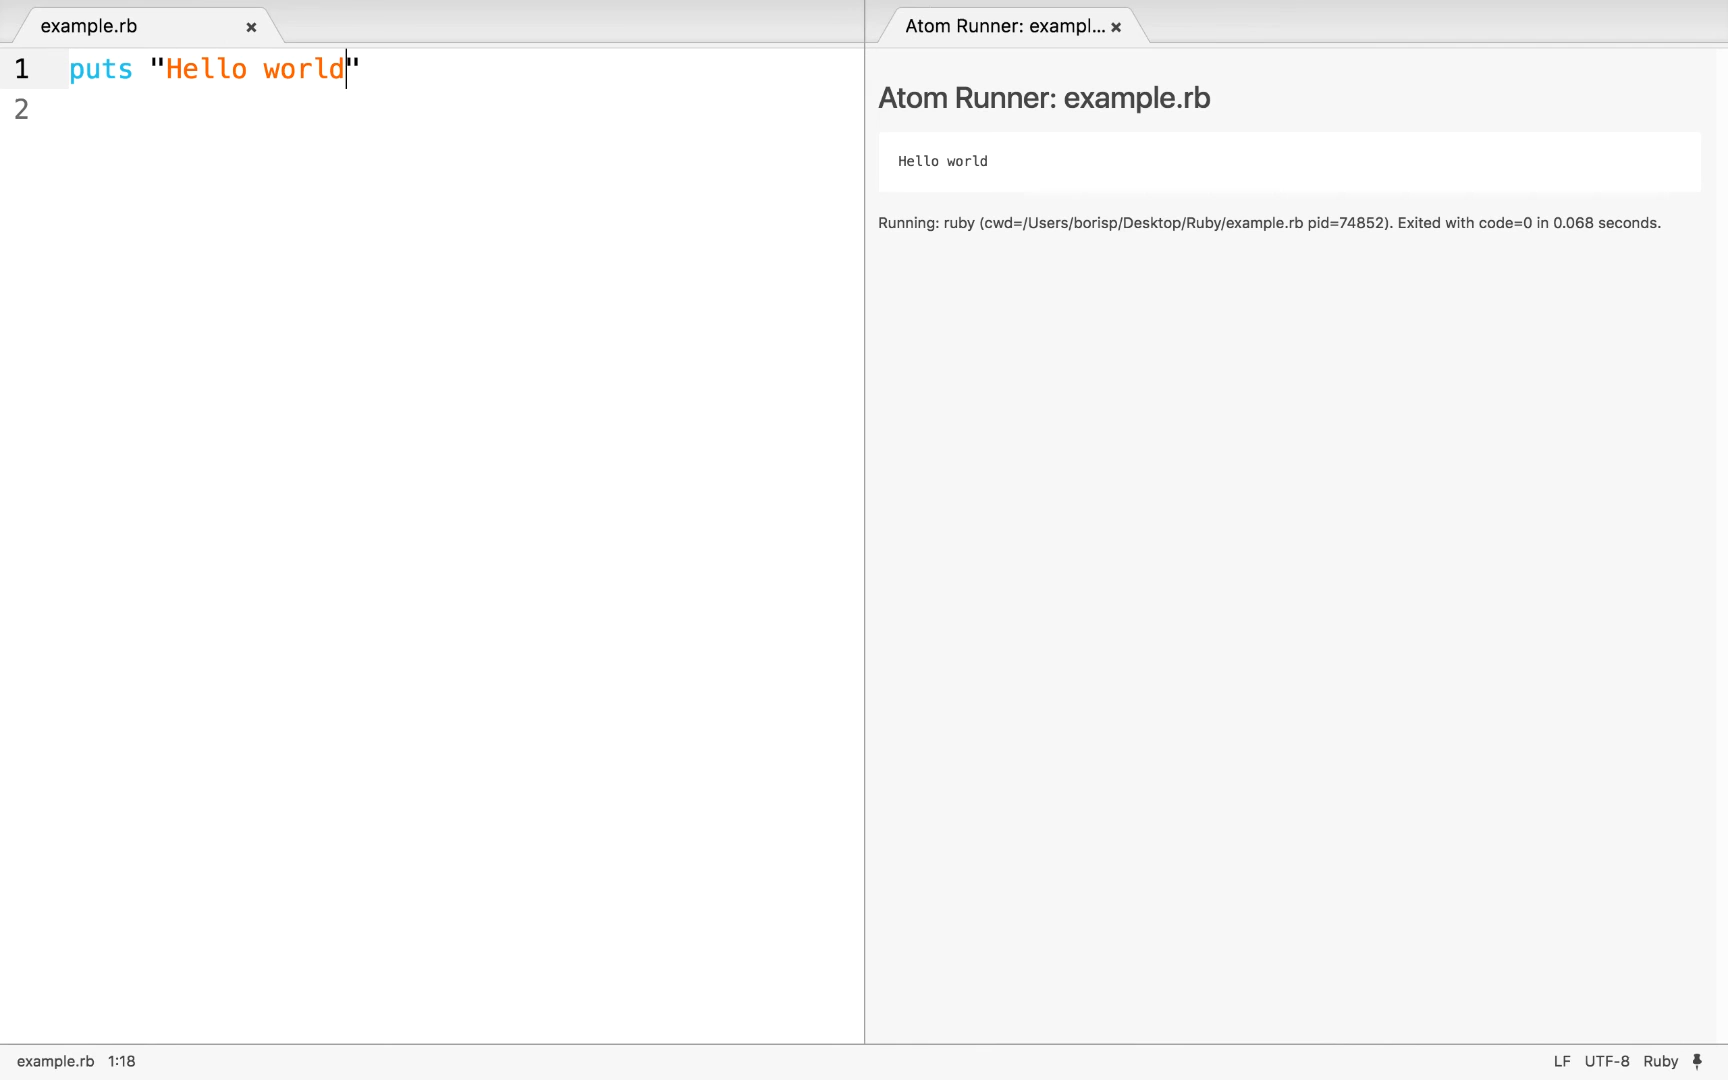 example.rb
Atom Runner: exampl...
1 puts "Hello world"
2
Atom Runner: example.rb
Hello world
Running: ruby (cwd=/Users/borisp/Desktop/Ruby/example.rb pid=74852). Exited with code=0 in 0.068 seconds.
example.rb 1:18
LF UTF-8 Ruby